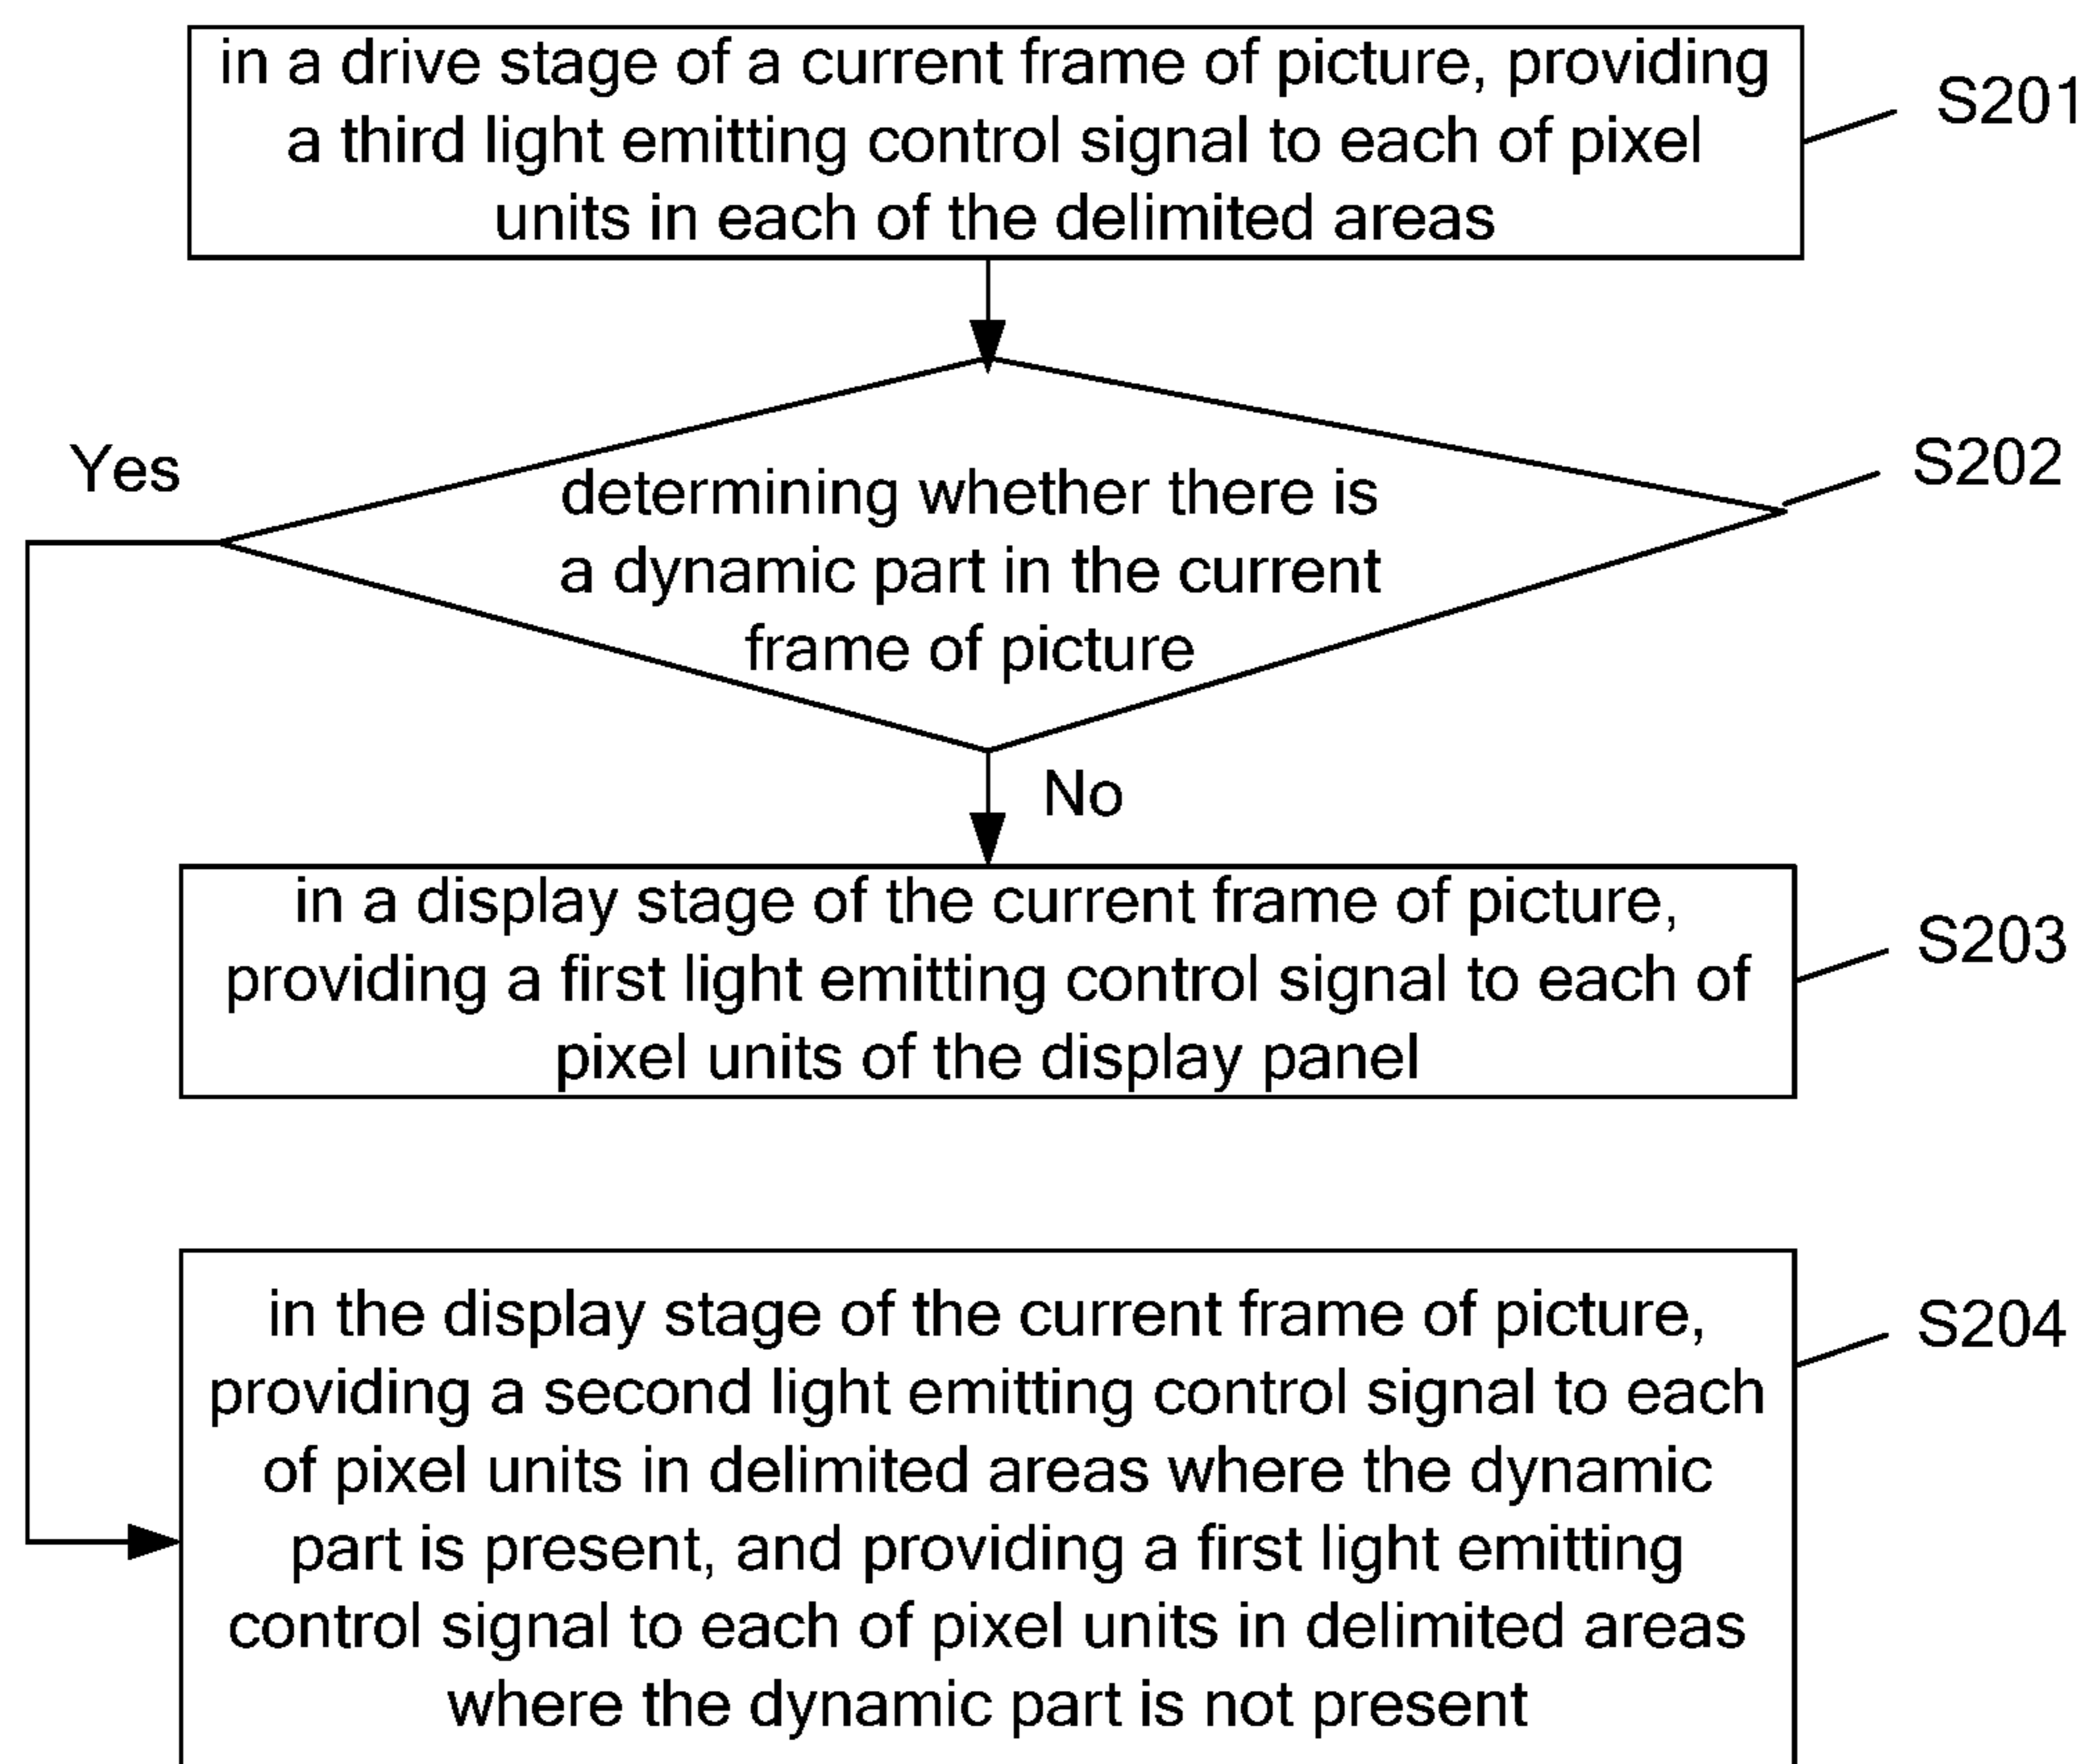 in a drive stage of a current frame of picture, providing
a third light emitting control signal to each of pixel
units in each of the delimited areas
S201
Yes
determining whether there is
a dynamic part in the current
frame of picture
S202
No
in a display stage of the current frame of picture,
providing a first light emitting control signal to each of
pixel units of the display panel
S203
in the display stage of the current frame of picture,
providing a second light emitting control signal to each
of pixel units in delimited areas where the dynamic
part is present, and providing a first light emitting
control signal to each of pixel units in delimited areas
where the dynamic part is not present
S204